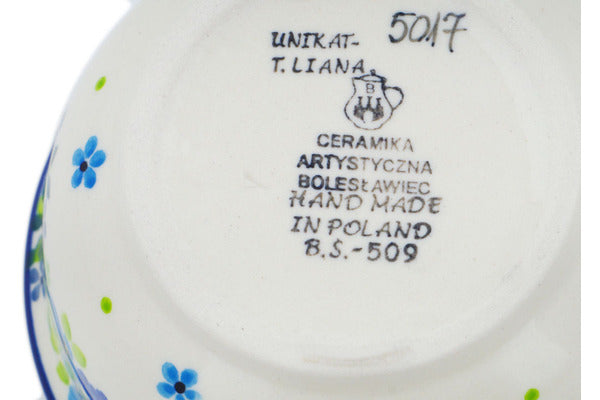 5017
UNIKAT-
T. LIANA
B
CERAMIKA
ARTYSTYCZNA
BOLESŁAWIEC
HAND MADE
IN POLAND
B.S.-509